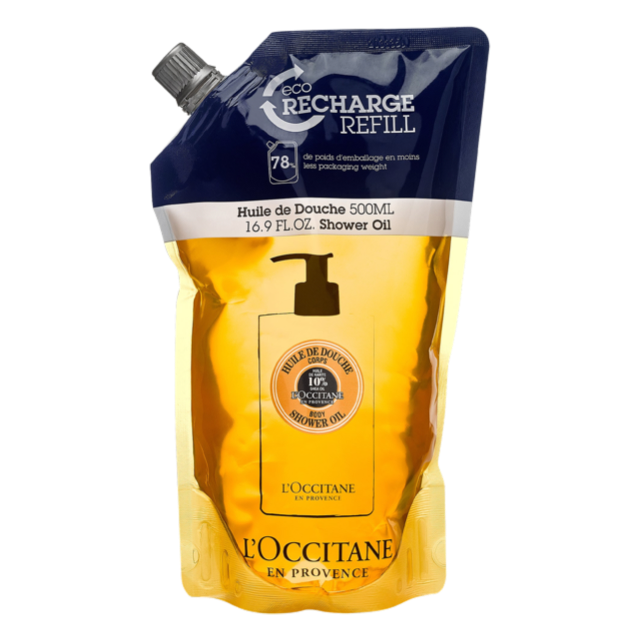 eco
RECHARGE
REFILL
78%
de poids d'emballage en moins
less packaging weight
Huile de Douche 500ML
16.9 FL.OZ. Shower Oil
HUILE DE DOUCHE
CORPS
10%
L'OCCITANE
EN PROVENCE
BODY
SHOWER OIL
L'OCCITANE
EN PROVENCE
L'OCCITANE
EN PROVENCE